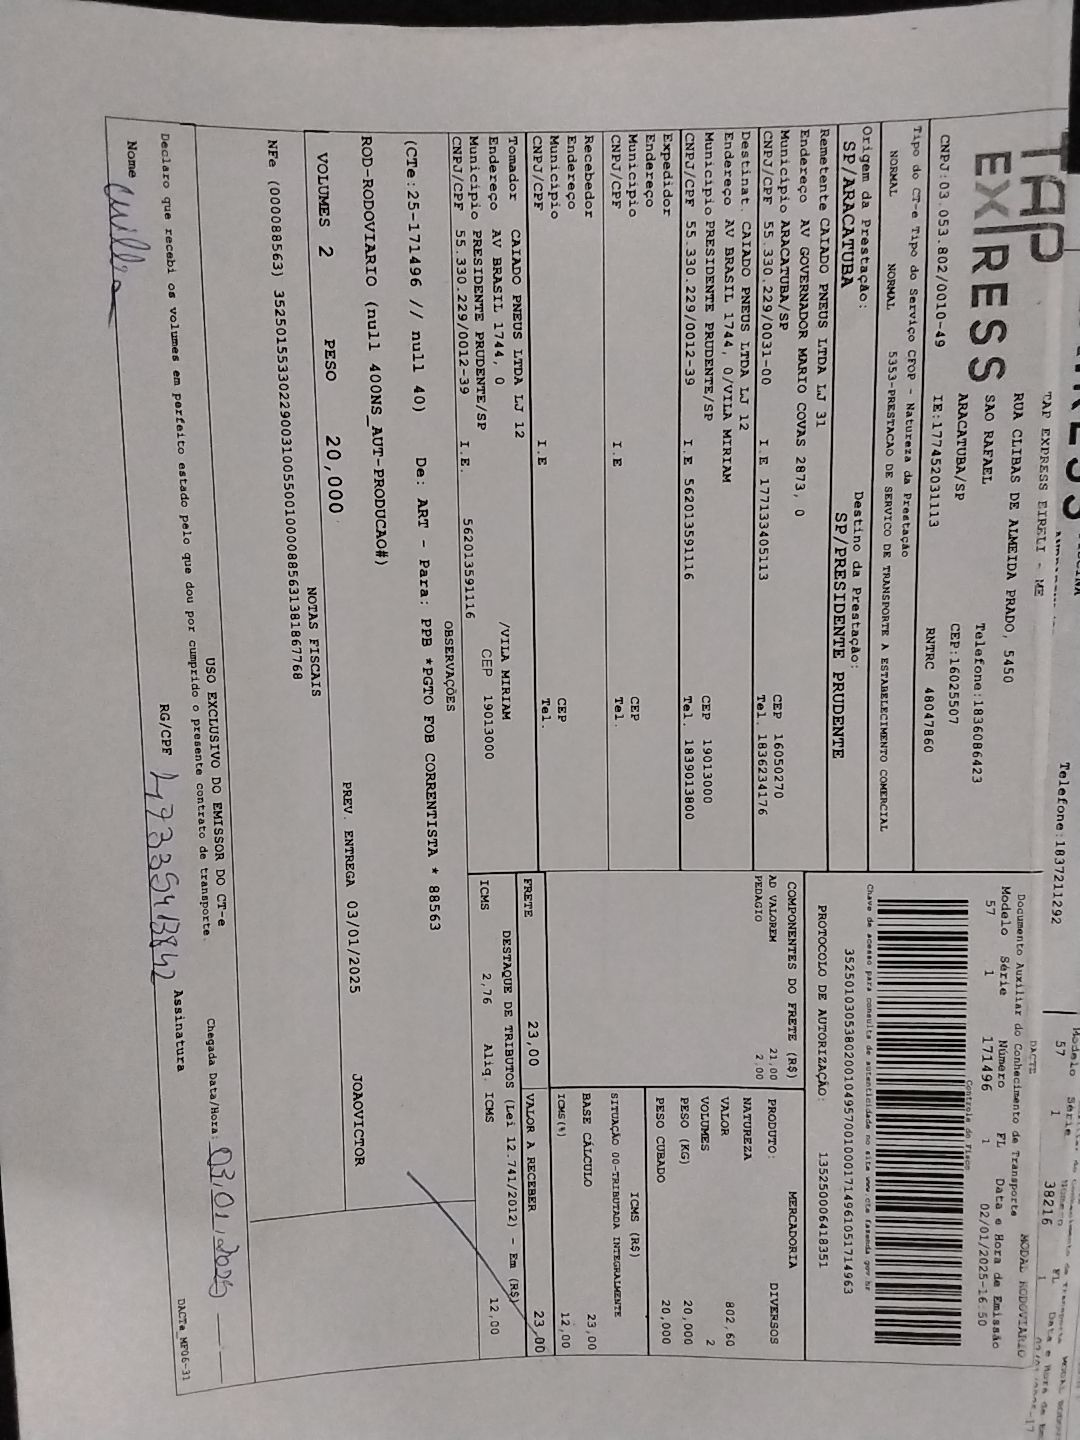 Telefone:1837211292
57 1 38216 1
TAP EXPRESS
TAP EXPRESS EIRELI - ME
RUA CLIBAS DE ALMEIDA PRADO, 5450
SAO RAFAEL Telefone:1836086423
ARACATUBA/SP CEP:16025507
CNPJ:03.053.802/0010-49 IE:177452031113 RNTRC 48047860
DACTE MODAL RODOVIARIO
Documento Auxiliar do Conhecimento de Transporte
Modelo Série Número FL Data e Hora de Emissão
57 1 171496 1 02/01/2025-16:50
Controle do Fisco
Tipo do CT-e Tipo do Serviço CFOP - Natureza da Prestação
NORMAL NORMAL 5353-PRESTACAO DE SERVICO DE TRANSPORTE A ESTABELECIMENTO COMERCIAL
Chave de acesso para consulta de autenticidade no site www.cte.fazenda.gov.br
35250103053802001049570010001714961051714963
Origem da Prestação: Destino da Prestação:
SP/ARACATUBA SP/PRESIDENTE PRUDENTE
PROTOCOLO DE AUTORIZAÇÃO: 135250006418351
Remetente CAIADO PNEUS LTDA LJ 31
Endereço AV GOVERNADOR MARIO COVAS 2873, 0
Município ARACATUBA/SP CEP 16050270
CNPJ/CPF 55.330.229/0031-00 I.E 177133405113 Tel. 1836234176
Destinat. CAIADO PNEUS LTDA LJ 12
Endereço AV BRASIL 1744, 0/VILA MIRIAM
Município PRESIDENTE PRUDENTE/SP CEP 19013000
CNPJ/CPF 55.330.229/0012-39 I.E 562013591116 Tel. 1839013800
Expedidor
Endereço
Município CEP
CNPJ/CPF I.E Tel.
Recebedor
Endereço
Município CEP
CNPJ/CPF I.E Tel.
Tomador CAIADO PNEUS LTDA LJ 12
Endereço AV BRASIL 1744, 0 /VILA MIRIAM
Município PRESIDENTE PRUDENTE/SP CEP 19013000
CNPJ/CPF 55.330.229/0012-39 I.E. 562013591116
COMPONENTES DO FRETE (R$)
AD VALOREM 21,00
PEDAGIO 2,00
PRODUTO: MERCADORIA
NATUREZA DIVERSOS
VALOR 802,60
VOLUMES 2
PESO (KG) 20,000
PESO CUBADO 20,000
ICMS (R$)
SITUAÇÃO 00-TRIBUTADA INTEGRALMENTE
BASE CÁLCULO 23,00
ICMS(%) 12,00
FRETE 23,00 VALOR A RECEBER 23,00
DESTAQUE DE TRIBUTOS (Lei 12.741/2012) - Em (R$)
ICMS 2,76 Aliq. ICMS 12,00
OBSERVAÇÕES
(CTe:25-171496 // null 40) De: ART - Para: PPB *PGTO FOB CORRENTISTA * 88563
ROD-RODOVIARIO (null 400NS_AUT-PRODUCAO#)
VOLUMES 2 PESO 20,000 PREV. ENTREGA 03/01/2025 JOAOVICTOR
NOTAS FISCAIS
NFe (000088563) 35250155330229003100550010000885631381867768
USO EXCLUSIVO DO EMISSOR DO CT-e
Declaro que recebi os volumes em perfeito estado pelo que dou por cumprido o presente contrato de transporte. Chegada Data/Hora: 03/01/2025
Nome RG/CPF Assinatura
DACTe_MF06-31